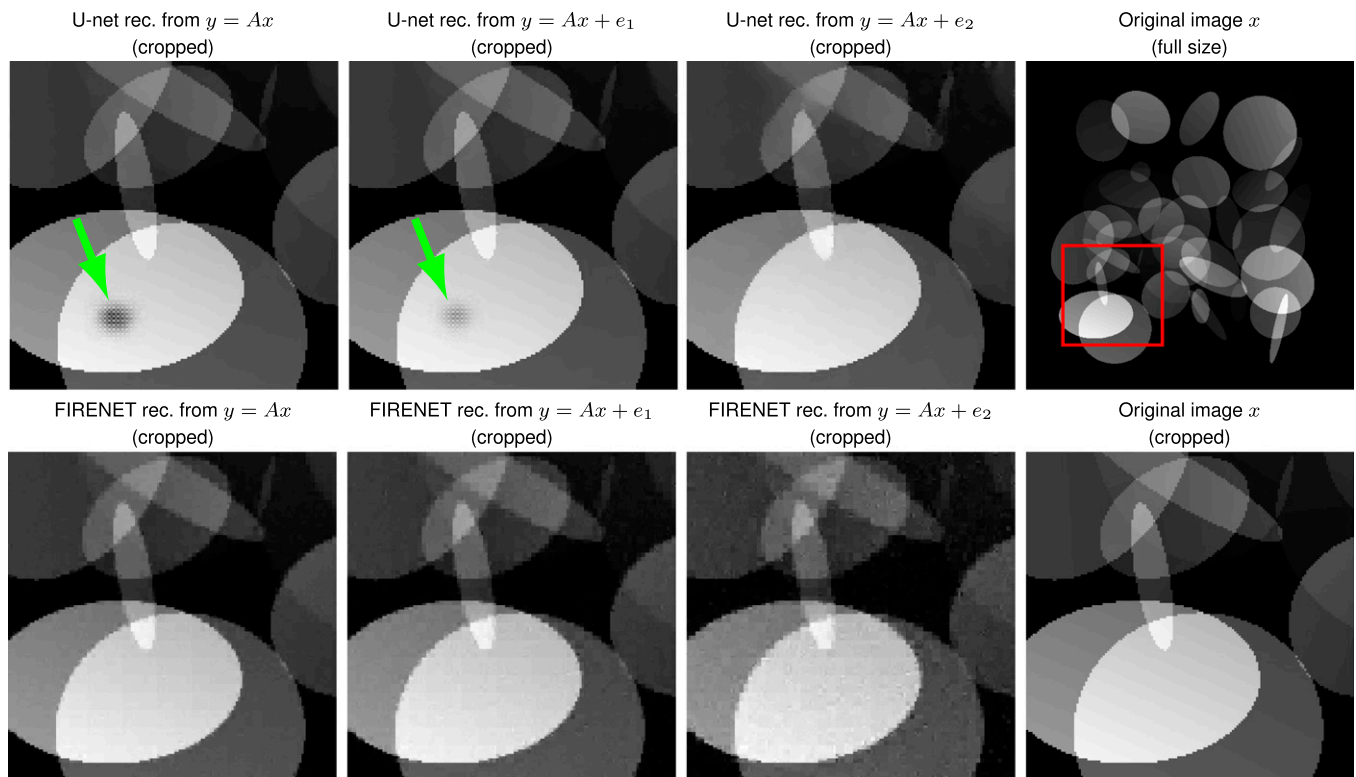 U-net rec. from y = Ax
(cropped)
U-net rec. from y = Ax + e₁
(cropped)
U-net rec. from y = Ax + e₂
(cropped)
Original image x
(full size)
FIRENET rec. from y = Ax
(cropped)
FIRENET rec. from y = Ax + e₁
(cropped)
FIRENET rec. from y = Ax + e₂
(cropped)
Original image x
(cropped)